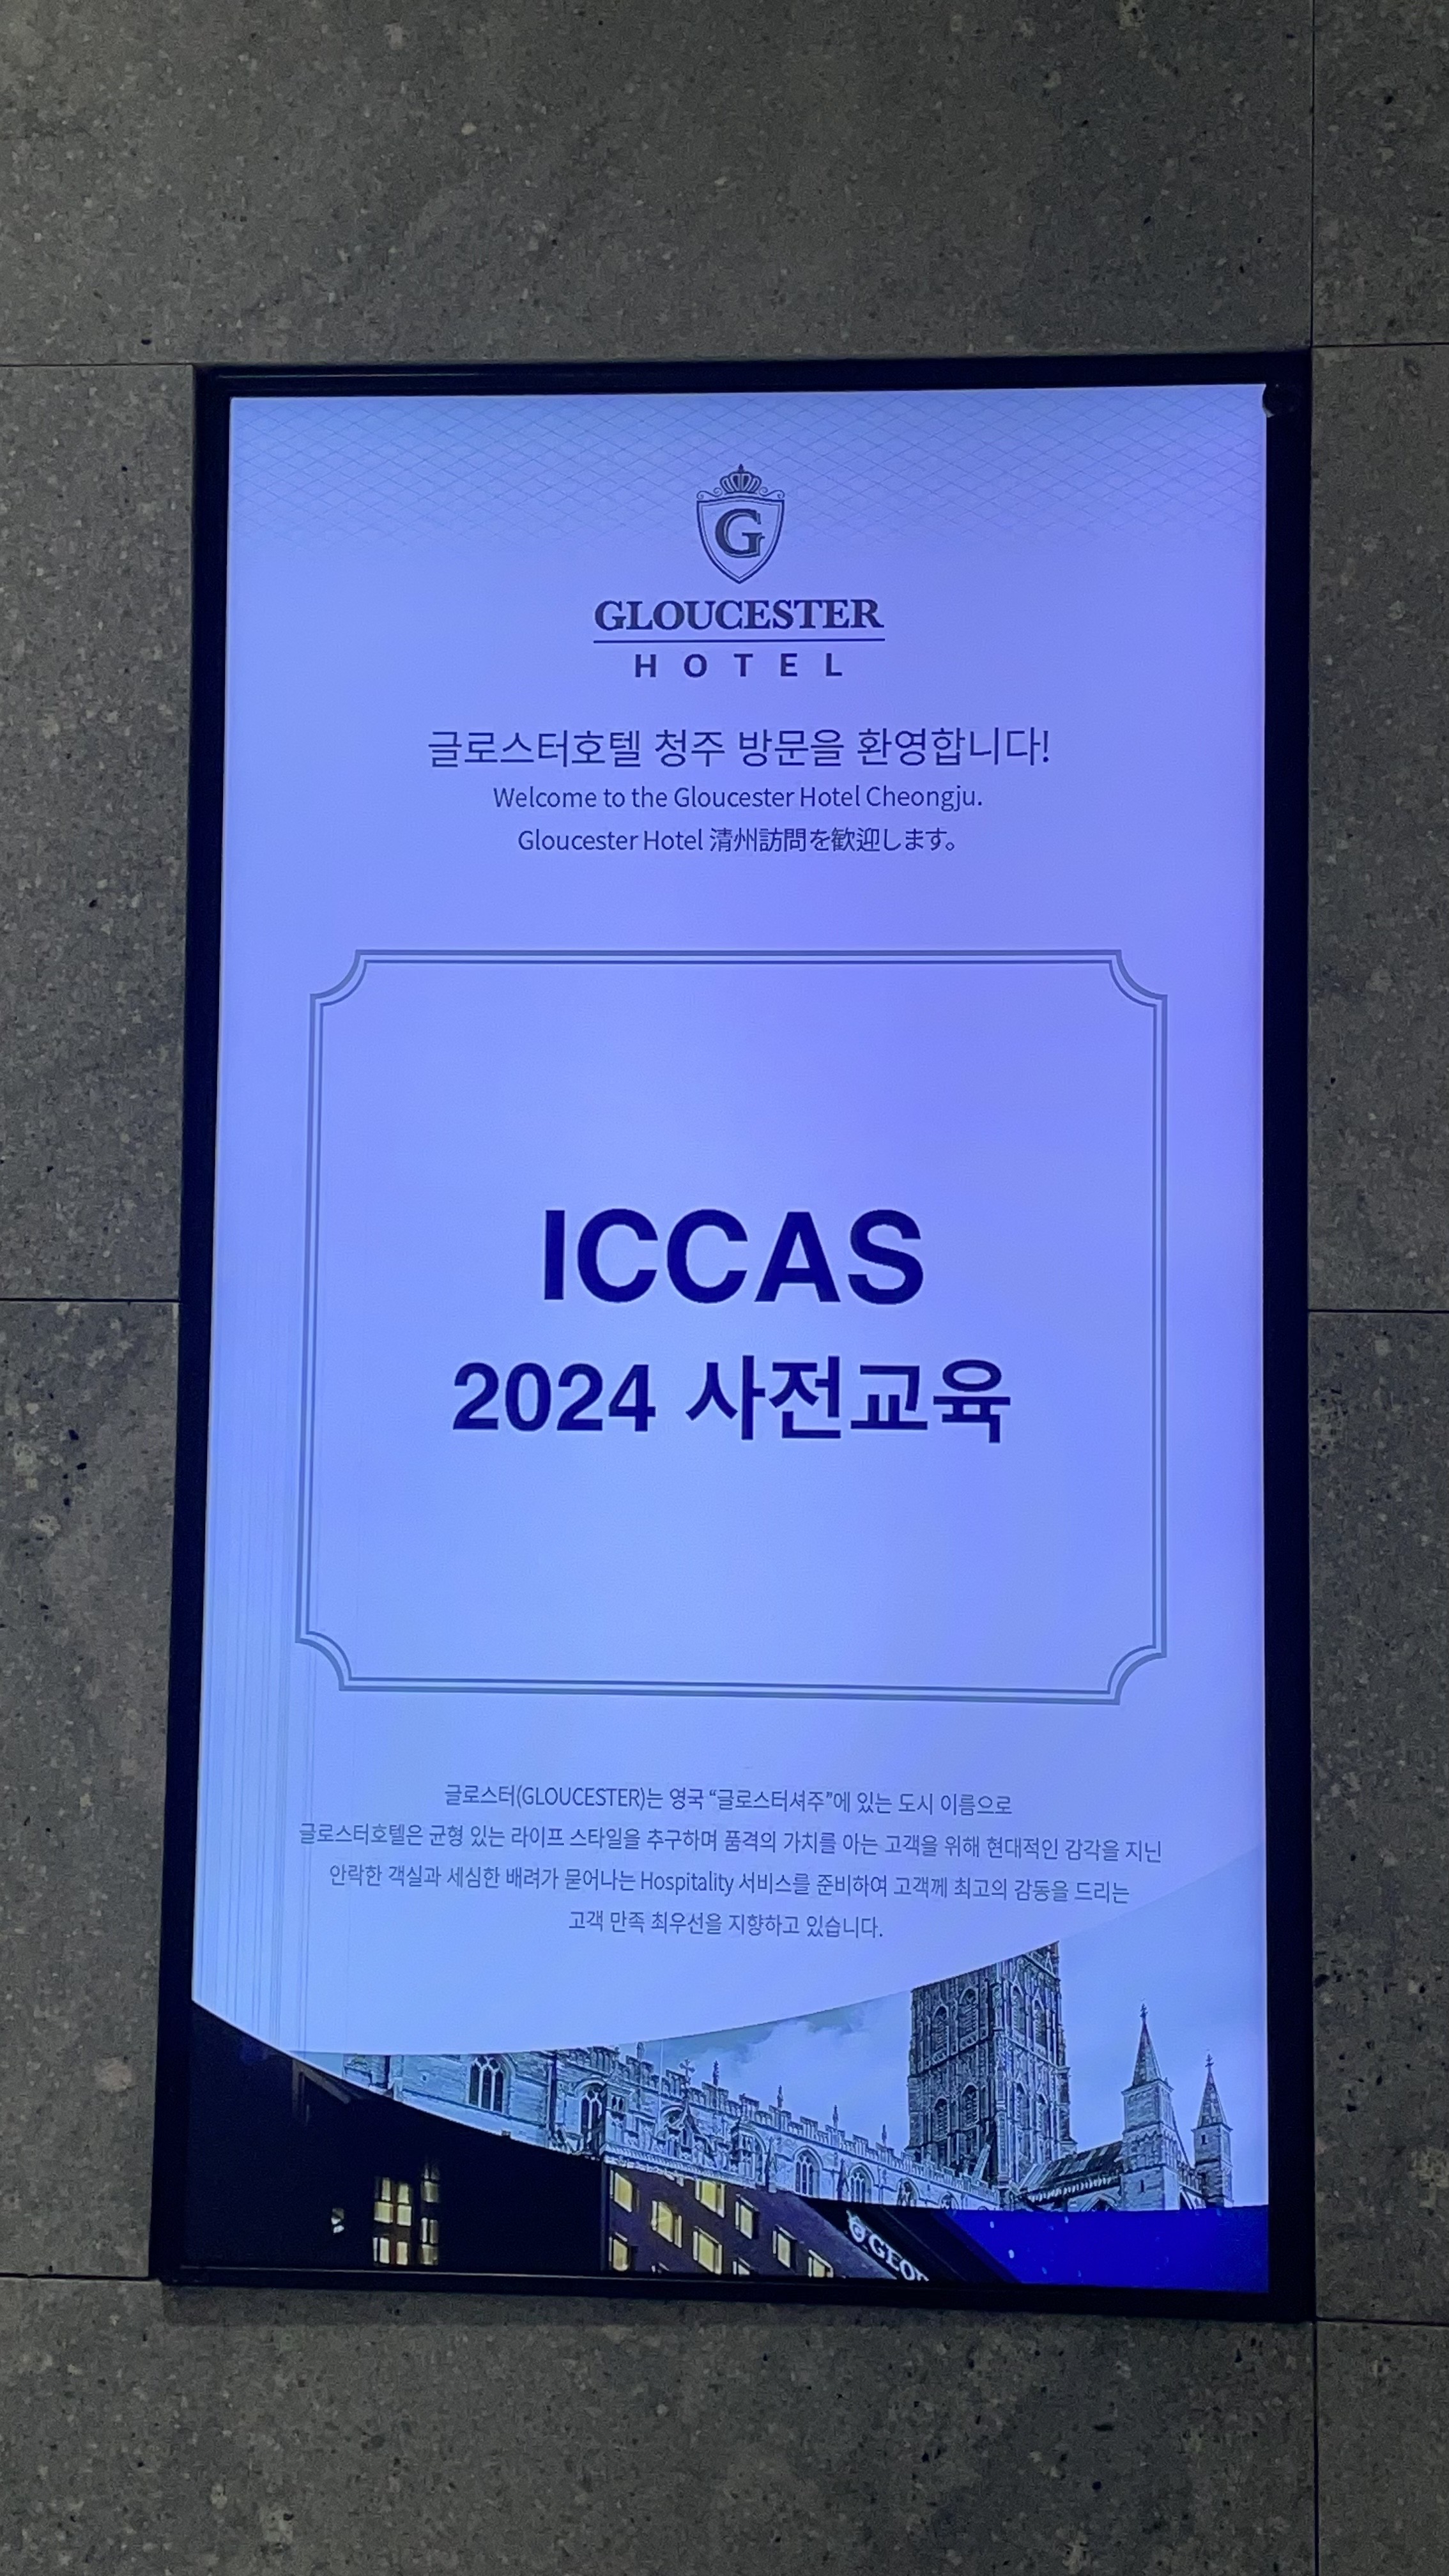 G
GLOUCESTER
HOTEL
글로스터호텔 청주 방문을 환영합니다!
Welcome to the Gloucester Hotel Cheongju.
Gloucester Hotel 清州訪問を歓迎します。
ICCAS
2024 사전교육
글로스터(GLOUCESTER)는 영국 “글로스터셔주”에 있는 도시 이름으로
글로스터호텔은 균형 있는 라이프 스타일을 추구하며 품격의 가치를 아는 고객을 위해 현대적인 감각을 지닌
안락한 객실과 세심한 배려가 묻어나는 Hospitality 서비스를 준비하여 고객께 최고의 감동을 드리는
고객 만족 최우선을 지향하고 있습니다.